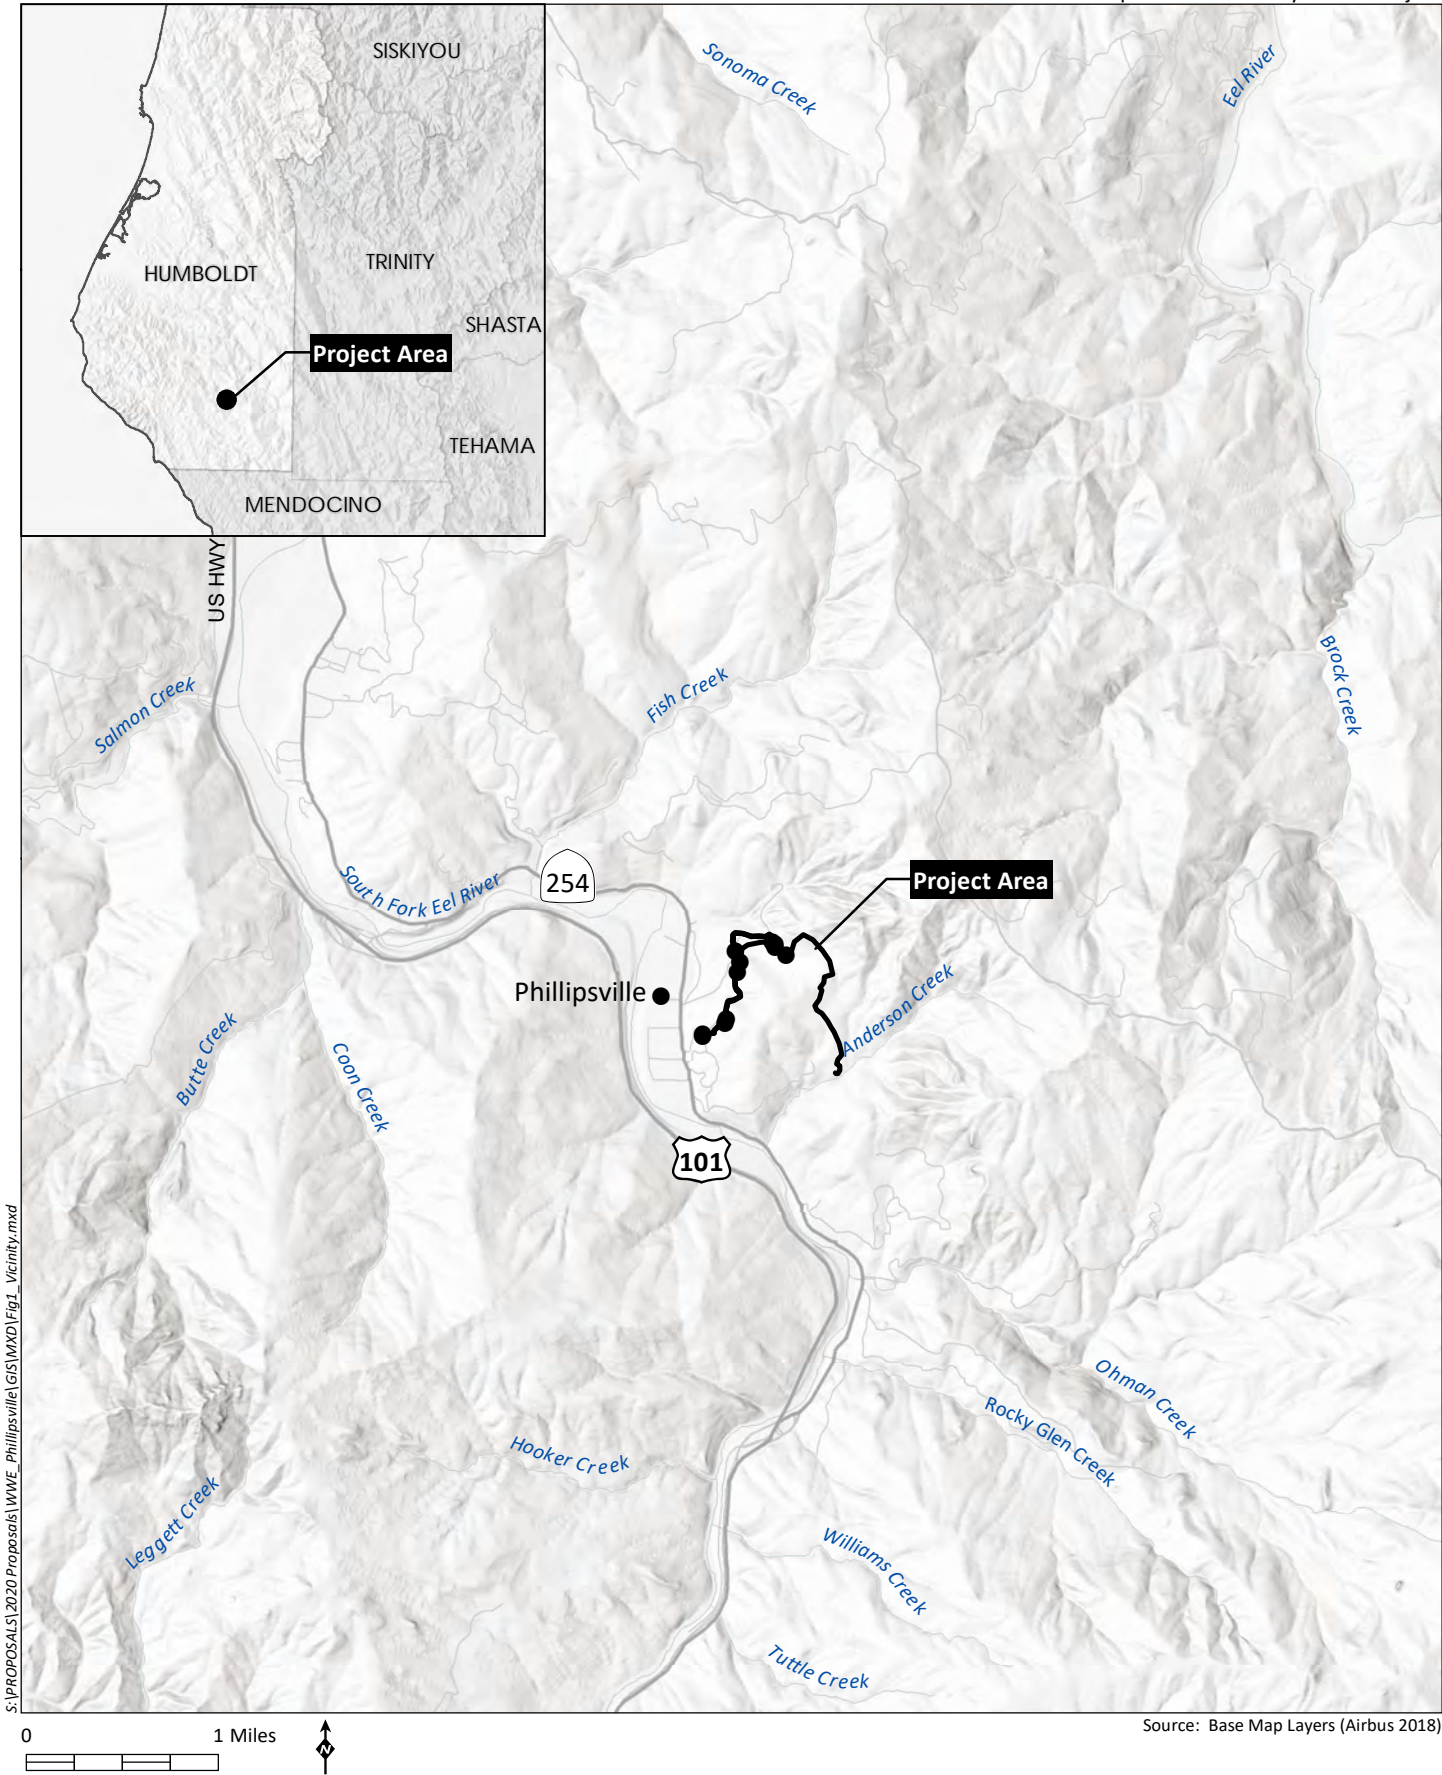 SISKIYOU
HUMBOLDT
TRINITY
SHASTA
Project Area
TEHAMA
MENDOCINO
Sonoma Creek
Eel River
US HWY
Salmon Creek
Fish Creek
Brock Creek
South Fork Eel River
254
Project Area
Phillipsville
Anderson Creek
Butte Creek
Coon Creek
101
Ohman Creek
Rocky Glen Creek
Hooker Creek
Leggett Creek
Williams Creek
Tuttle Creek
S:\PROPOSALS\2020 Proposals\WWE_Phillipsville\GIS\MXD\Fig1_Vicinity.mxd
0 1 Miles
N
Source: Base Map Layers (Airbus 2018)